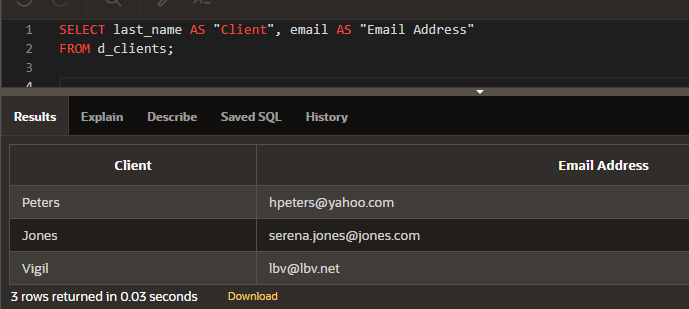 1 SELECT last_name AS "Client", email AS "Email Address"
2 FROM d_clients;
3
4
Results Explain Describe Saved SQL History
Client Email Address
Peters hpeters@yahoo.com
Jones serena.jones@jones.com
Vigil lbv@lbv.net
3 rows returned in 0.03 seconds Download